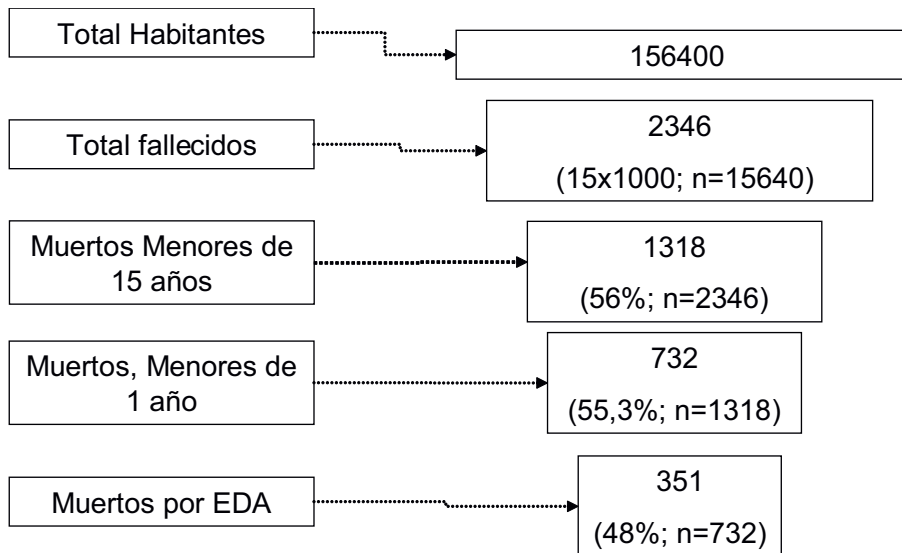 Total Habitantes
156400
Total fallecidos
2346
(15x1000; n=15640)
Muertos Menores de
15 años
1318
(56%; n=2346)
Muertos, Menores de
1 año
732
(55,3%; n=1318)
Muertos por EDA
351
(48%; n=732)